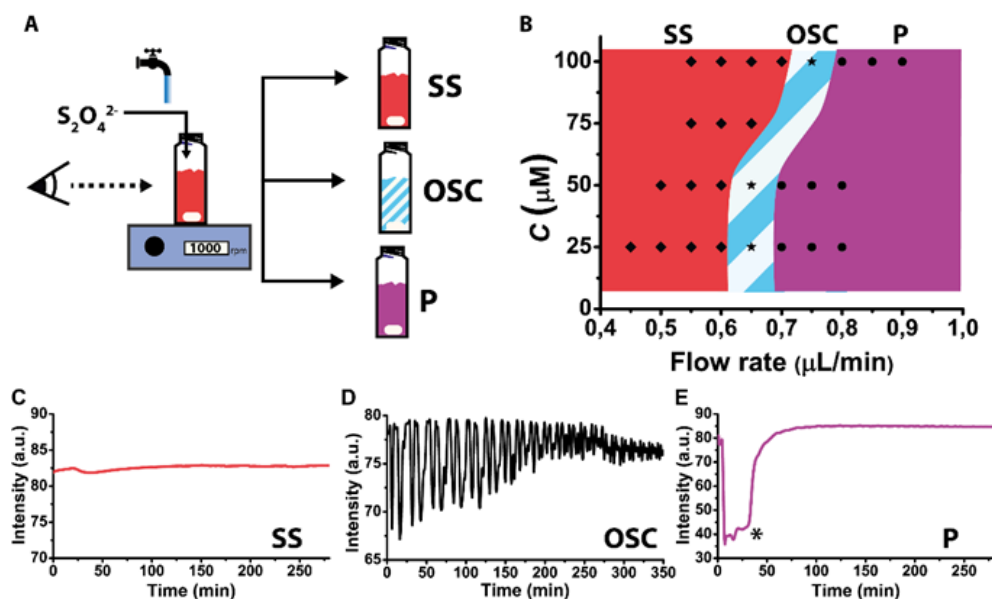 A
S₂O₄²⁻
1000 rpm
SS
OSC
P
B
SS OSC P
C (μM)
100
75
50
25
0
0,4 0,5 0,6 0,7 0,8 0,9 1,0
Flow rate (μL/min)
C
Intensity (a.u.)
90
85
80
75
70
0 50 100 150 200 250
Time (min)
SS
D
Intensity (a.u.)
80
75
70
65
0 50 100 150 200 250 300 350
Time (min)
OSC
E
Intensity (a.u.)
90
80
70
60
50
40
30
0 50 100 150 200 250
Time (min)
*
P